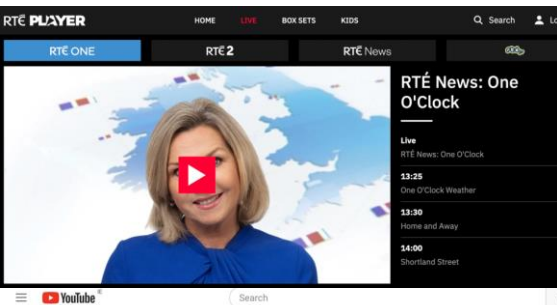 RTÉ PLAYER HOME LIVE BOX SETS KIDS Search Lo
RTÉ ONE RTÉ 2 RTÉ News
RTÉ News: One
O'Clock
Live
RTÉ News: One O'Clock
13:25
One O'Clock Weather
13:30
Home and Away
14:00
Shortland Street
YouTube Search